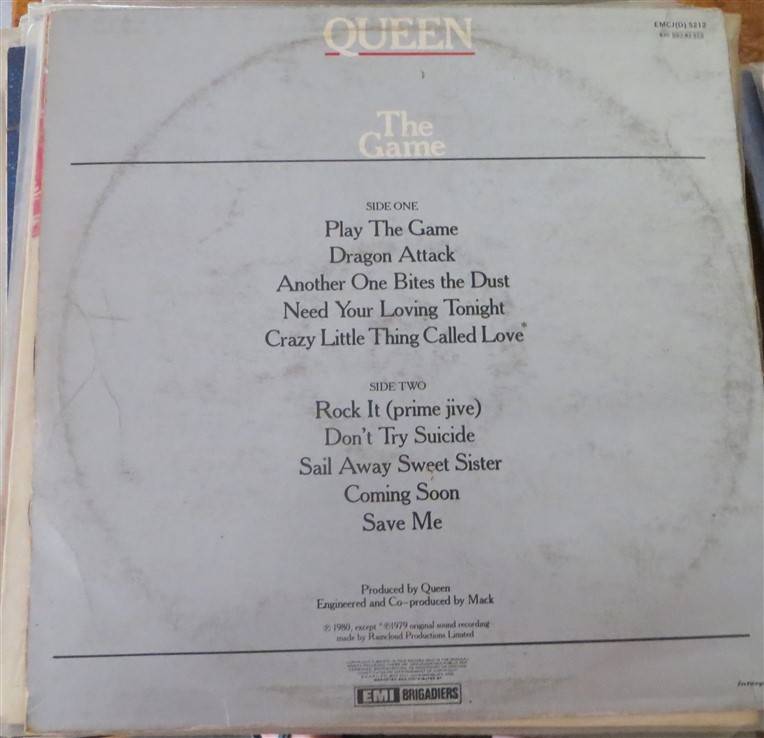 QUEEN
EMCJ(D) 5212
The
Game
SIDE ONE
Play The Game
Dragon Attack
Another One Bites the Dust
Need Your Loving Tonight
Crazy Little Thing Called Love*
SIDE TWO
Rock It (prime jive)
Don't Try Suicide
Sail Away Sweet Sister
Coming Soon
Save Me
Produced by Queen
Engineered and Co-produced by Mack
℗ 1980, except *℗1979 original sound recording
made by Raincloud Productions Limited
EMI BRIGADIERS